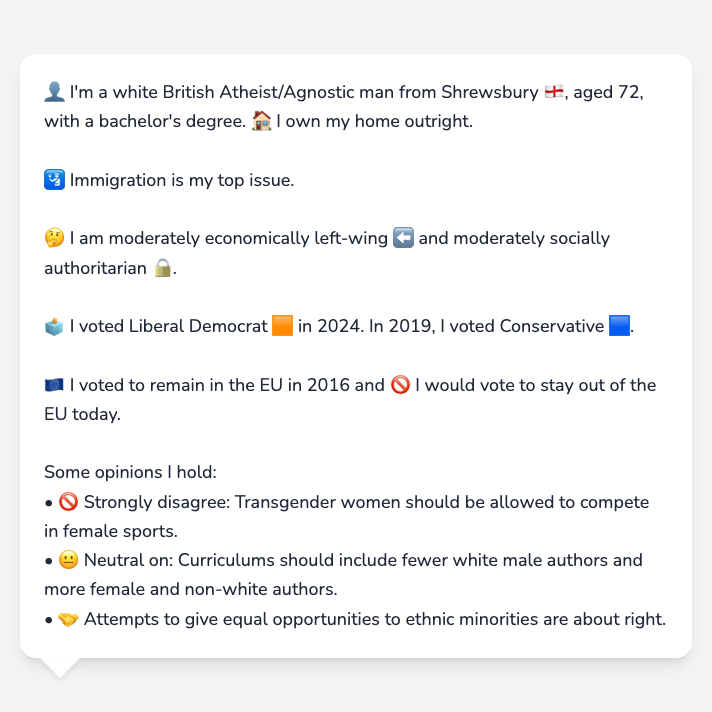 👤 I'm a white British Atheist/Agnostic man from Shrewsbury 🏴󠁧󠁢󠁥󠁮󠁧󠁿, aged 72,
with a bachelor's degree. 🏠 I own my home outright.
🛂 Immigration is my top issue.
🤔 I am moderately economically left-wing ⬅️ and moderately socially
authoritarian 🔒.
🗳️ I voted Liberal Democrat 🟧 in 2024. In 2019, I voted Conservative 🟦.
🇪🇺 I voted to remain in the EU in 2016 and 🚫 I would vote to stay out of the
EU today.
Some opinions I hold:
• 🚫 Strongly disagree: Transgender women should be allowed to compete
in female sports.
• 😐 Neutral on: Curriculums should include fewer white male authors and
more female and non-white authors.
• 🤝 Attempts to give equal opportunities to ethnic minorities are about right.